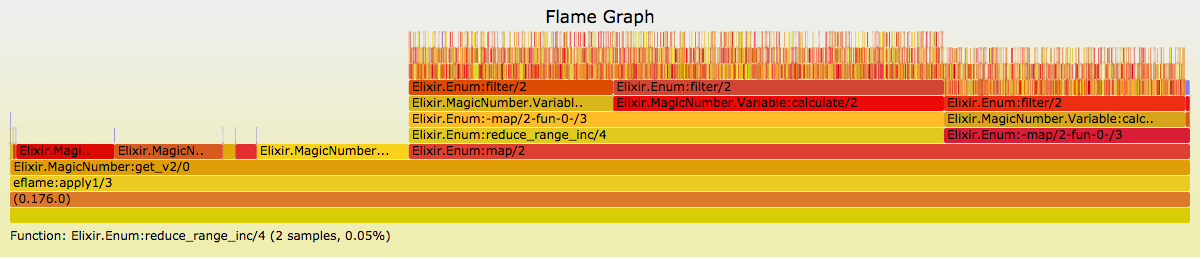 Flame Graph
Elixir.Enum:filter/2 Elixir.Enum:filter/2
Elixir.MagicNumber.Variabl.. Elixir.MagicNumber.Variable:calculate/2 Elixir.Enum:filter/2
Elixir.Enum:-map/2-fun-0-/3 Elixir.MagicNumber.Variable:calc..
Elixir.Enum:reduce_range_inc/4 Elixir.Enum:-map/2-fun-0-/3
Elixir.Magi.. Elixir.MagicN.. Elixir.MagicNumber... Elixir.Enum:map/2
Elixir.MagicNumber:get_v2/0
eflame:apply1/3
(0.176.0)
Function: Elixir.Enum:reduce_range_inc/4 (2 samples, 0.05%)